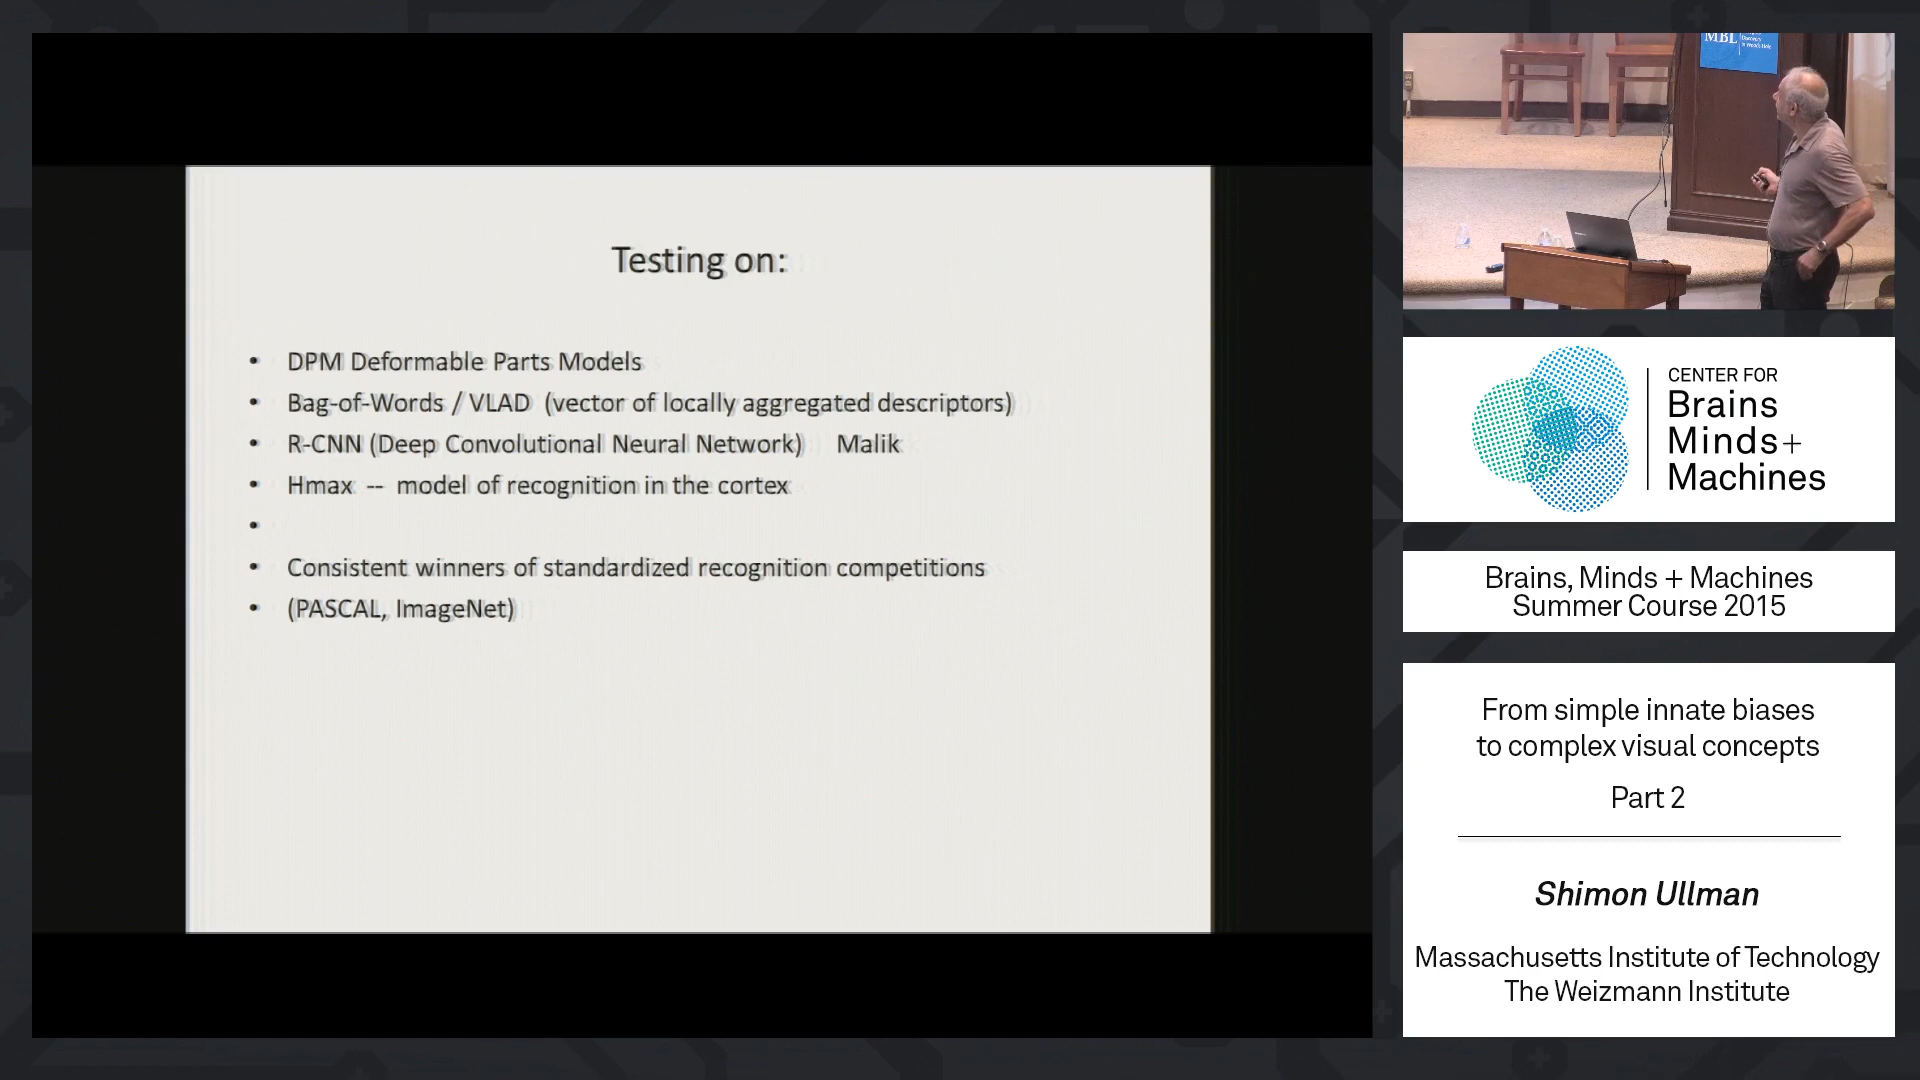 Testing on:
• DPM Deformable Parts Models
• Bag-of-Words / VLAD (vector of locally aggregated descriptors)
• R-CNN (Deep Convolutional Neural Network) Malik
• Hmax -- model of recognition in the cortex
•
• Consistent winners of standardized recognition competitions
• (PASCAL, ImageNet)
MBL
CENTER FOR
Brains
Minds+
Machines
Brains, Minds + Machines
Summer Course 2015
From simple innate biases
to complex visual concepts
Part 2
Shimon Ullman
Massachusetts Institute of Technology
The Weizmann Institute